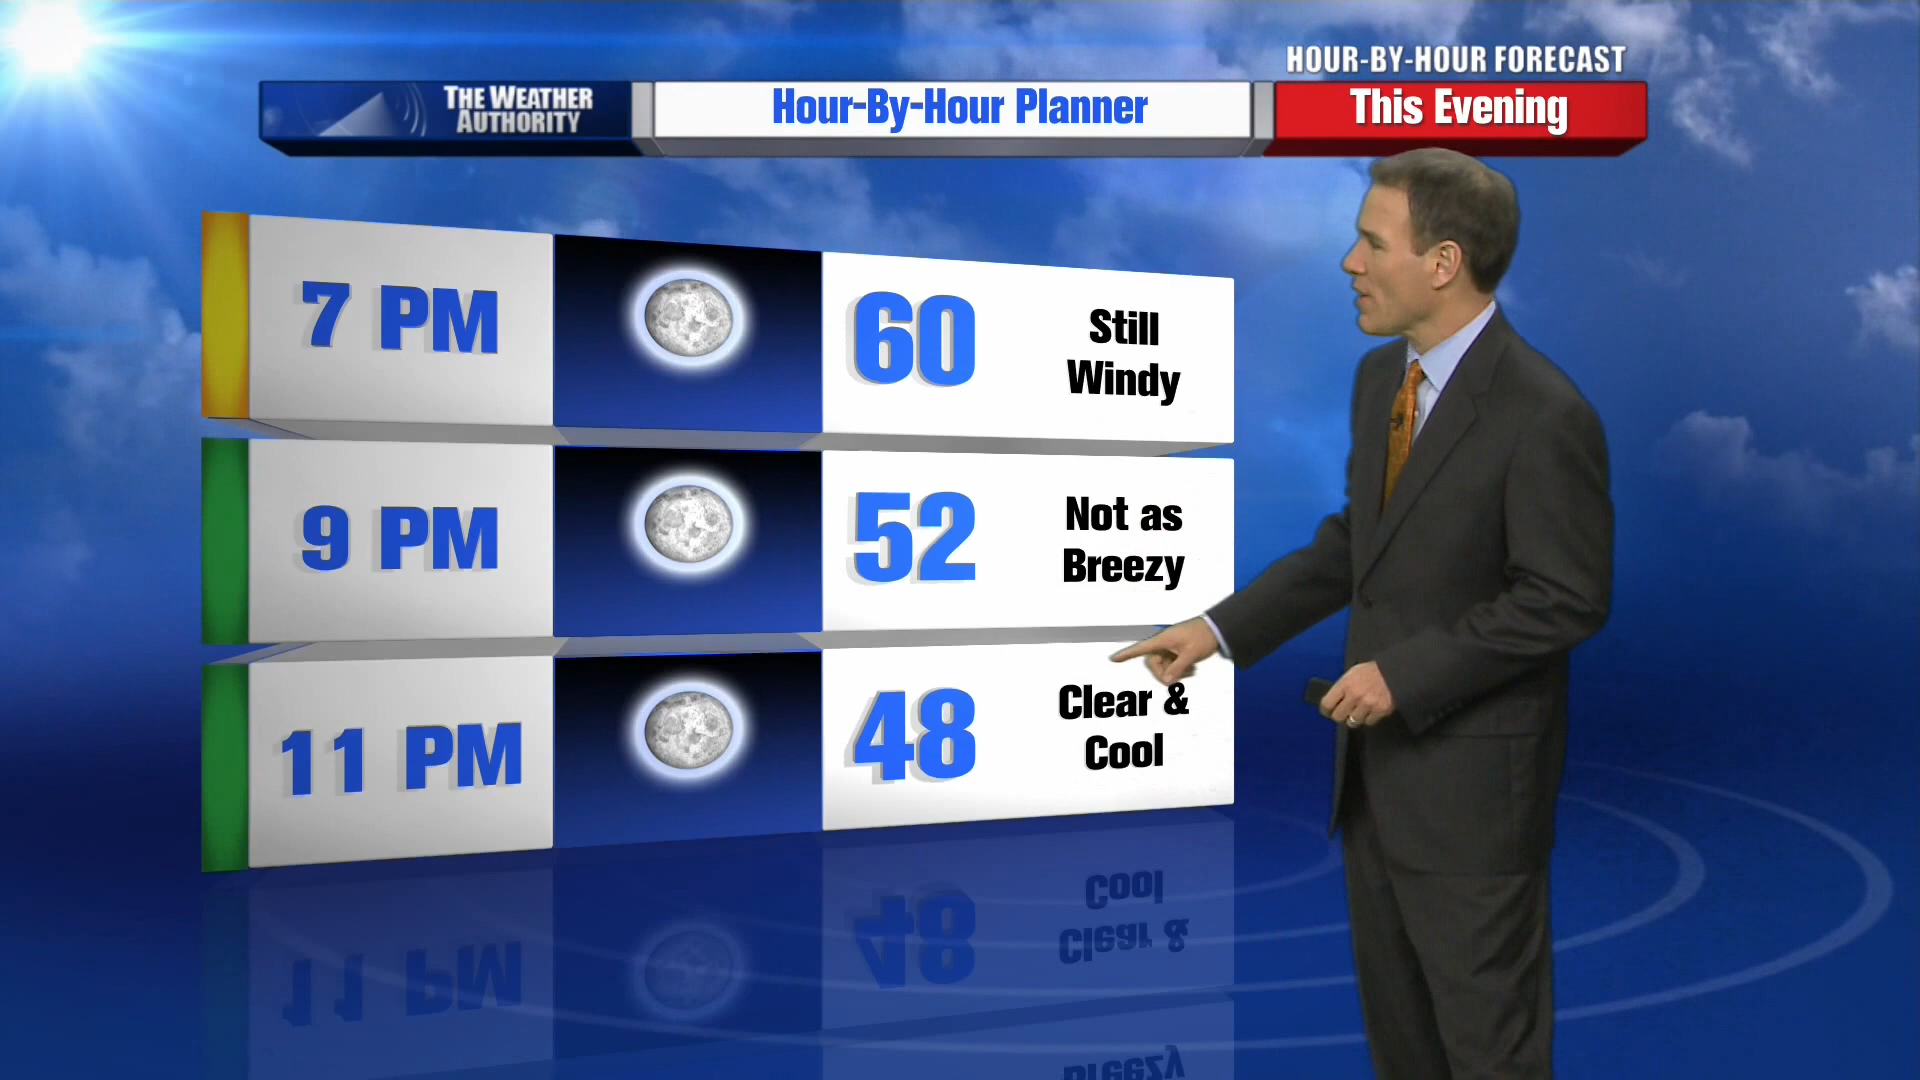 HOUR-BY-HOUR FORECAST
THE WEATHER
AUTHORITY
Hour-By-Hour Planner
This Evening
7 PM
60
Still
Windy
9 PM
52
Not as
Breezy
11 PM
48
Clear &
Cool